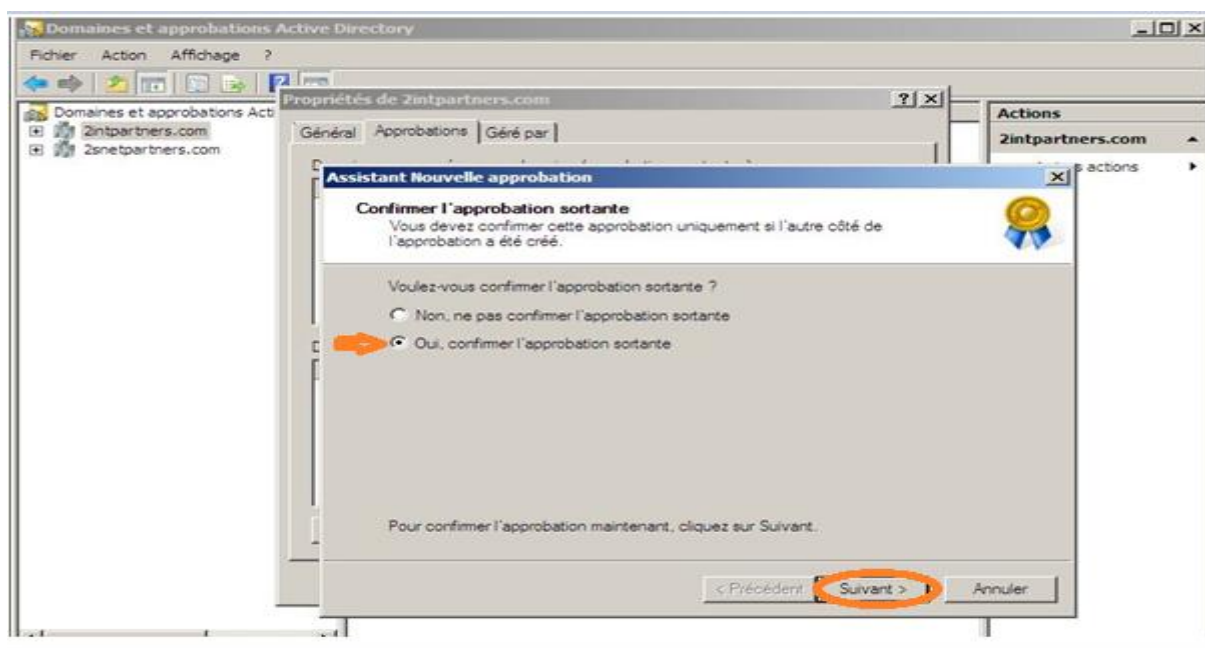 Domaines et approbations Active Directory
Fichier Action Affichage ?
Domaines et approbations Acti
2intpartners.com
2snetpartners.com
Propriétés de 2intpartners.com
Général Approbations Géré par
Actions
2intpartners.com
s actions
Assistant Nouvelle approbation
Confirmer l'approbation sortante
Vous devez confirmer cette approbation uniquement si l'autre côté de
l'approbation a été créé.
Voulez-vous confirmer l'approbation sortante ?
Non, ne pas confirmer l'approbation sortante
Oui, confirmer l'approbation sortante
Pour confirmer l'approbation maintenant, cliquez sur Suivant.
< Précédent Suivant > Annuler